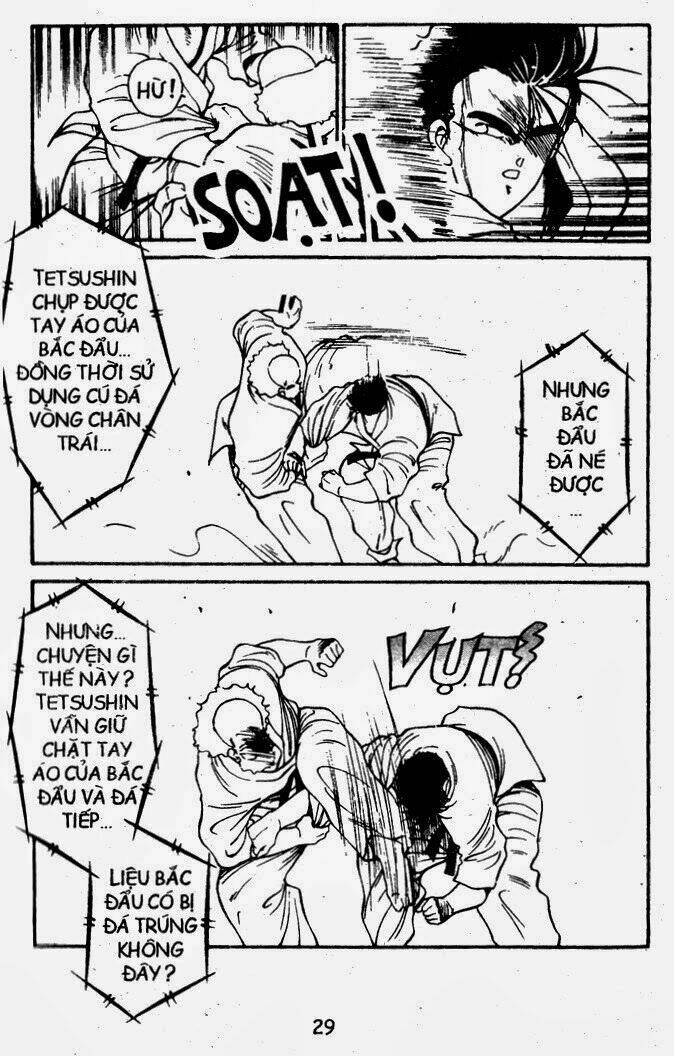 HỪ!
SOẠT!
TETSUSHIN
CHỤP ĐƯỢC
TAY ÁO CỦA
BẮC ĐẨU...
ĐỒNG THỜI SỬ
DỤNG CÚ ĐÁ
VÒNG CHÂN
TRÁI...
NHƯNG
BẮC
ĐẨU
ĐÃ NÉ
ĐƯỢC
...
NHƯNG...
CHUYỆN GÌ
THẾ NÀY?
TETSUSHIN
VẪN GIỮ
CHẶT TAY
ÁO CỦA BẮC
ĐẨU VÀ ĐÁ
TIẾP...
VỤT!
LIỆU BẮC
ĐẨU CÓ BỊ
ĐÁ TRÚNG
KHÔNG
ĐÂY?
29